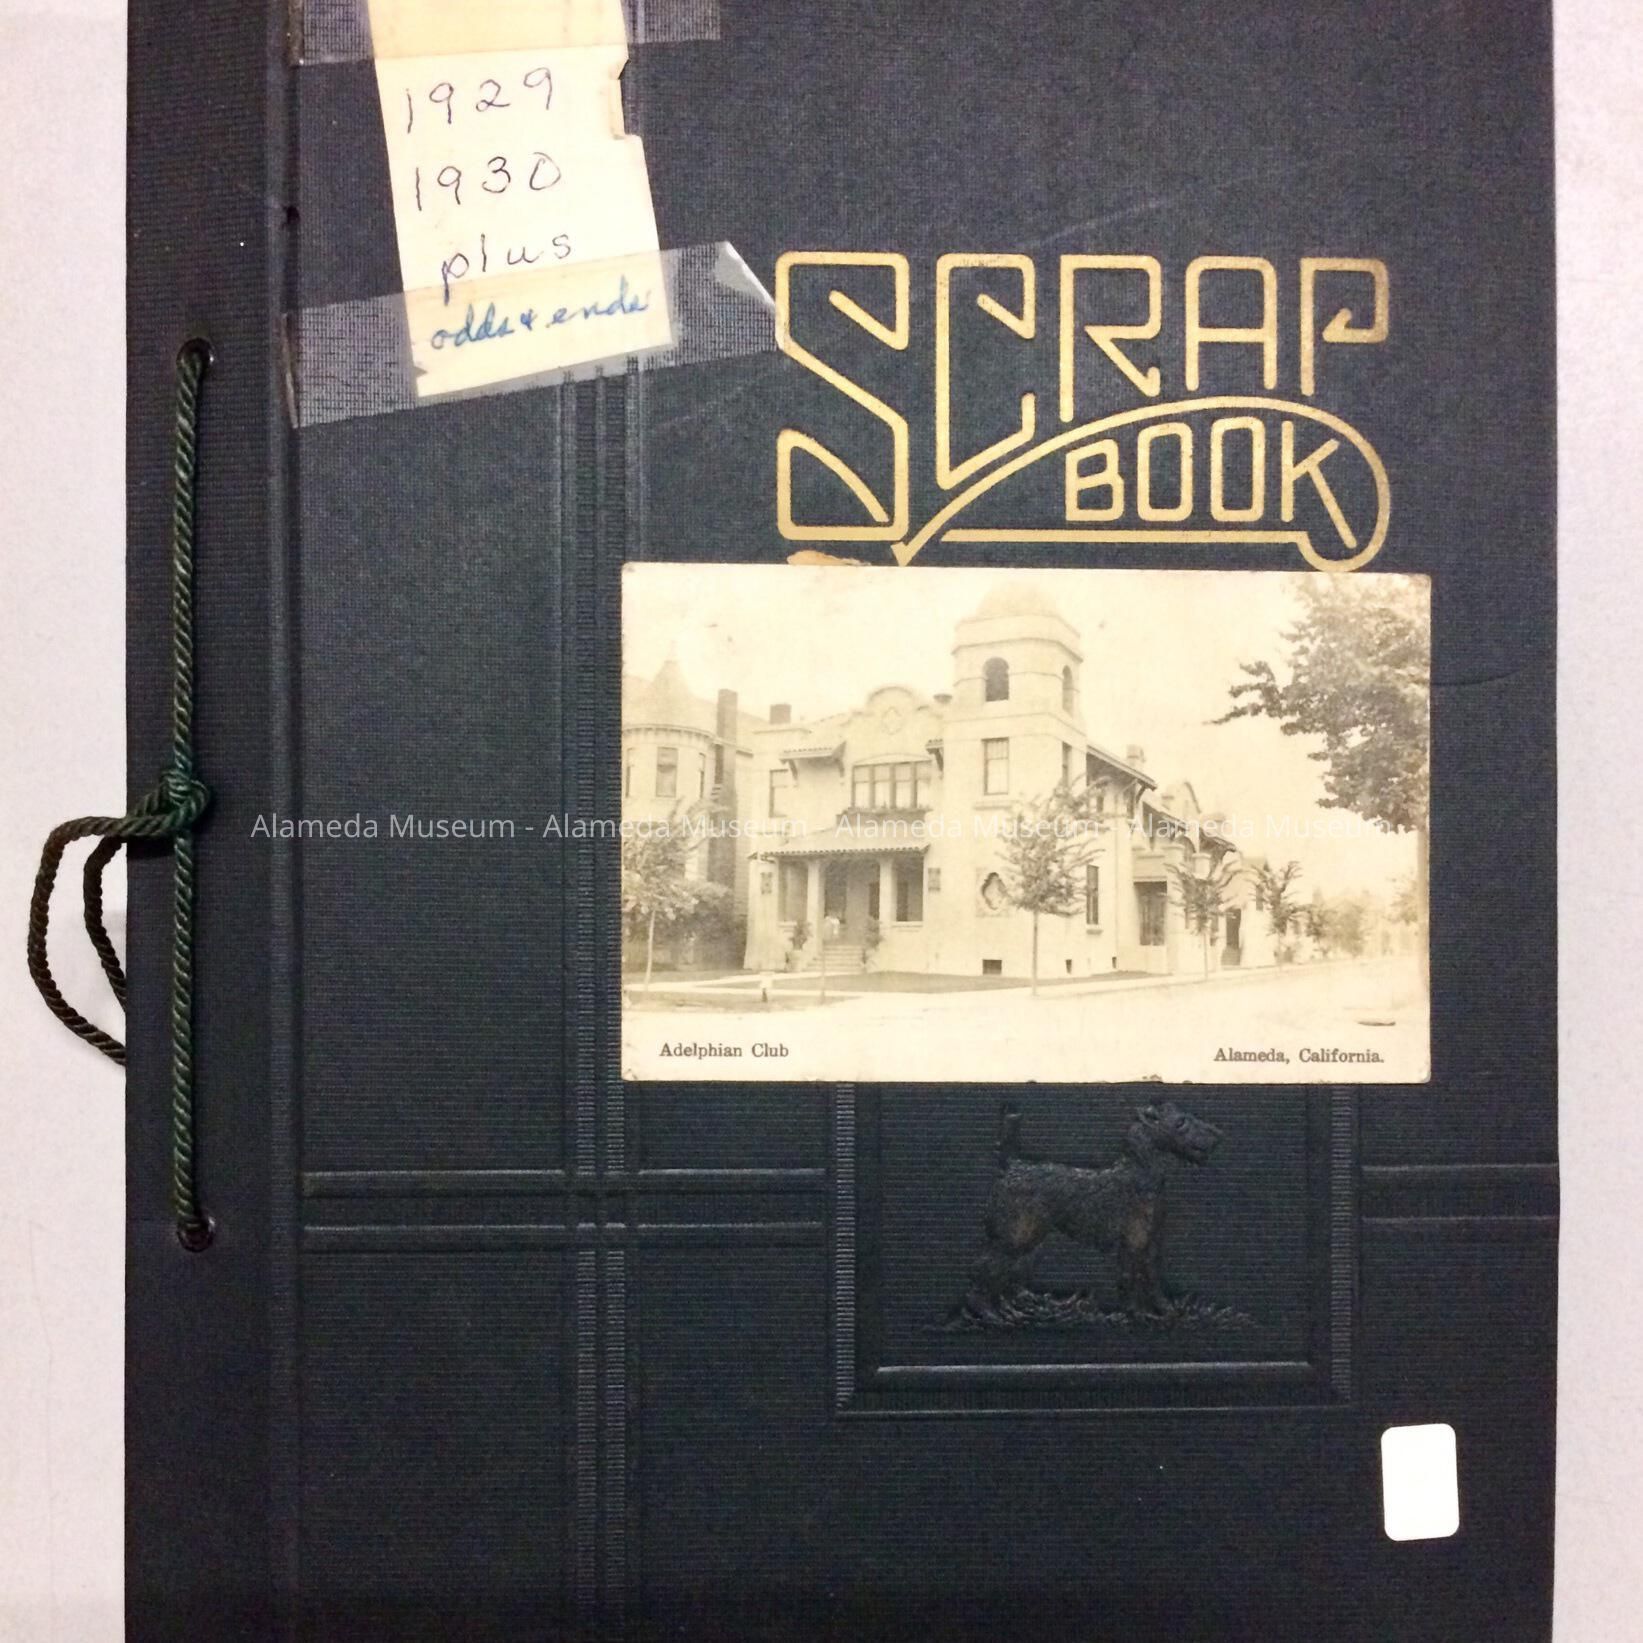 1929
1930
plus
odds & ends
SCRAP
BOOK
Alameda Museum - Alameda Museum - Alameda Museum - Alameda Museum
Adelphian Club
Alameda, California.